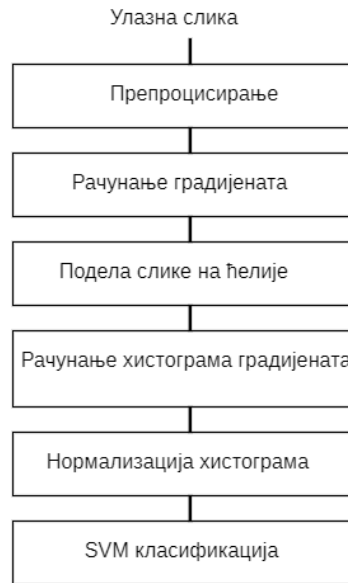 Улазна слика
Препроцисирање
Рачунање градијената
Подела слике на ћелије
Рачунање хистограма градијената
Нормализација хистограма
SVM класификација